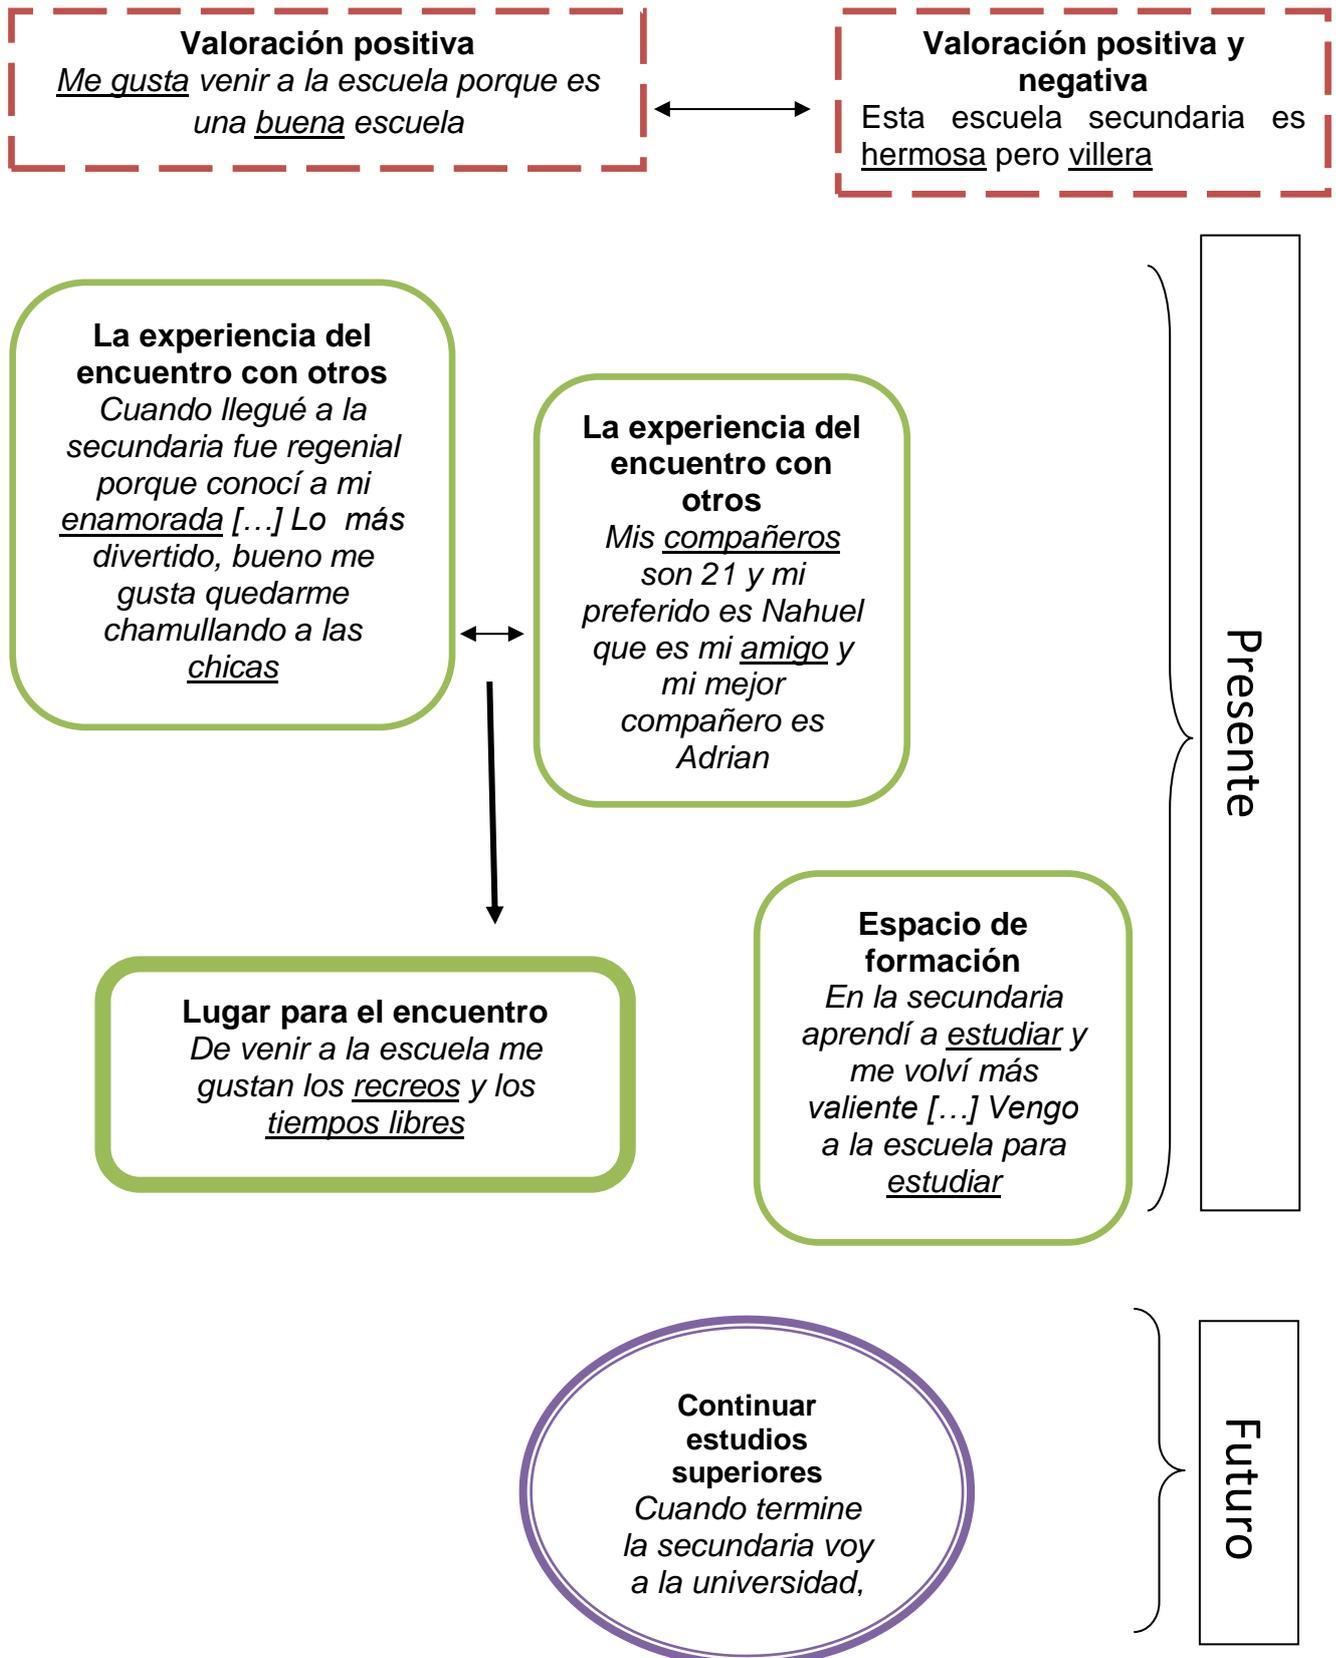 Valoración positiva
Me gusta venir a la escuela porque es
una buena escuela
Valoración positiva y
negativa
Esta escuela secundaria es
hermosa pero villera
La experiencia del
encuentro con otros
Cuando llegué a la
secundaria fue regenial
porque conocí a mi
enamorada […] Lo más
divertido, bueno me
gusta quedarme
chamullando a las
chicas
La experiencia del
encuentro con
otros
Mis compañeros
son 21 y mi
preferido es Nahuel
que es mi amigo y
mi mejor
compañero es
Adrian
Presente
Lugar para el encuentro
De venir a la escuela me
gustan los recreos y los
tiempos libres
Espacio de
formación
En la secundaria
aprendí a estudiar y
me volví más
valiente […] Vengo
a la escuela para
estudiar
Continuar
estudios
superiores
Cuando termine
la secundaria voy
a la universidad,
Futuro